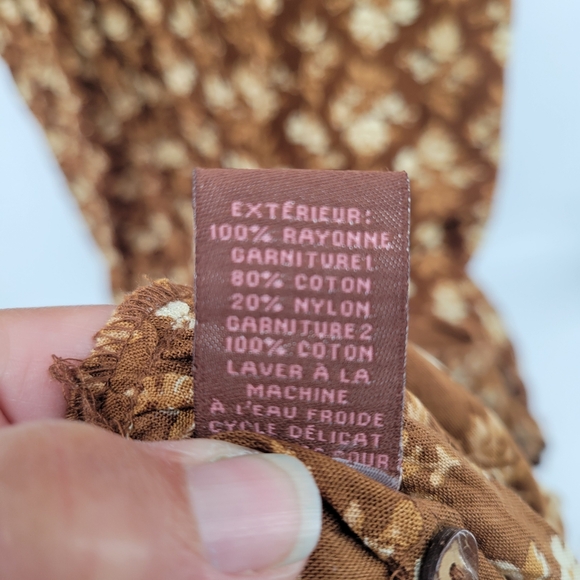 EXTÉRIEUR:
100% RAYONNE
GARNITURE1
80% COTON
20% NYLON
GARNITURE2
100% COTON
LAVER À LA
MACHINE
À L'EAU FROIDE
CYCLE DÉLICAT